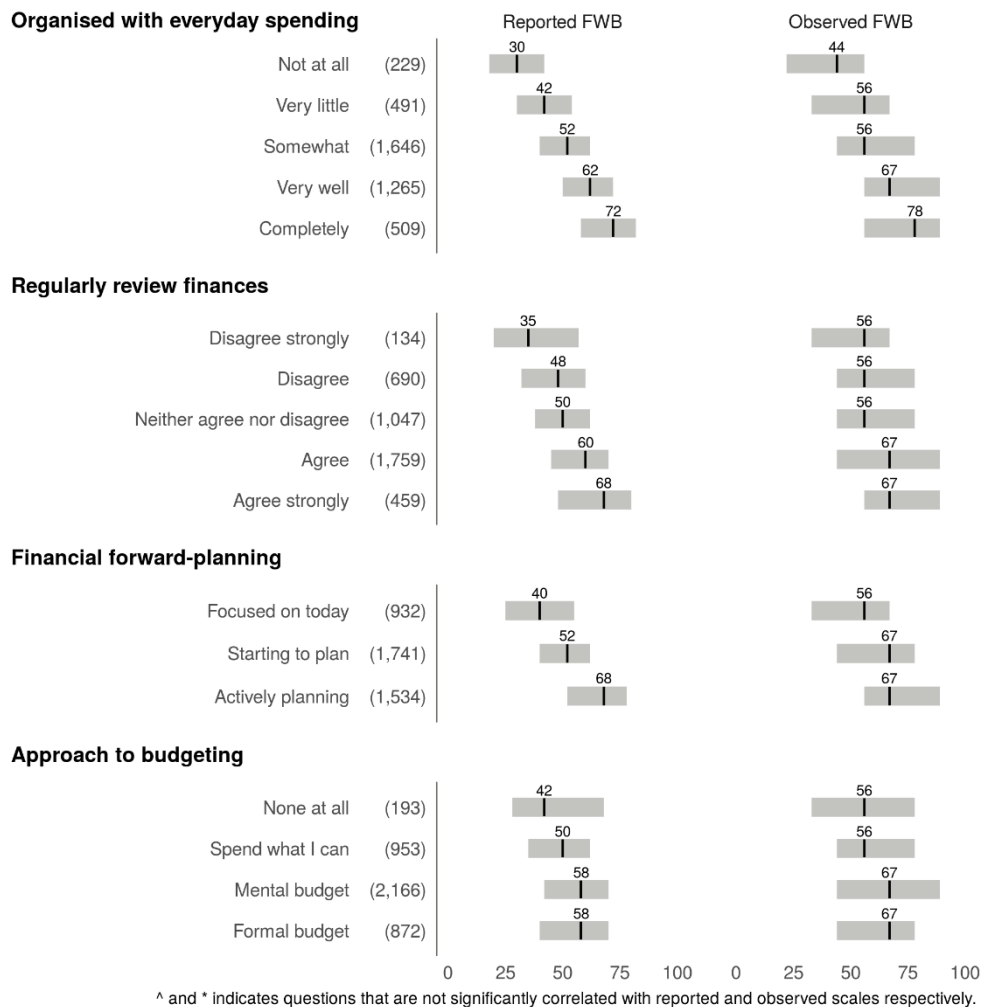 Organised with everyday spending Reported FWB Observed FWB
Not at all (229) 30 44
Very little (491) 42 56
Somewhat (1,646) 52 56
Very well (1,265) 62 67
Completely (509) 72 78
Regularly review finances
Disagree strongly (134) 35 56
Disagree (690) 48 56
Neither agree nor disagree (1,047) 50 56
Agree (1,759) 60 67
Agree strongly (459) 68 67
Financial forward-planning
Focused on today (932) 40 56
Starting to plan (1,741) 52 67
Actively planning (1,534) 68 67
Approach to budgeting
None at all (193) 42 56
Spend what I can (953) 50 56
Mental budget (2,166) 58 67
Formal budget (872) 58 67
0 25 50 75 100 0 25 50 75 100
^ and * indicates questions that are not significantly correlated with reported and observed scales respectively.